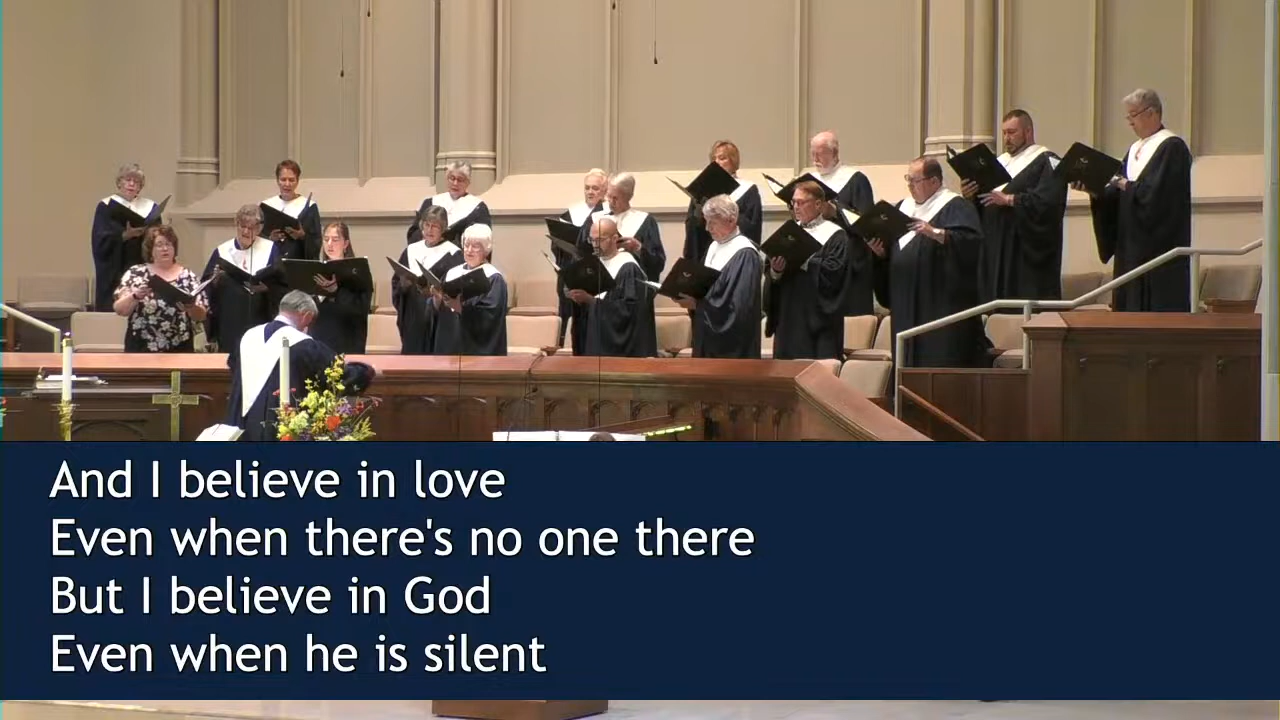 And I believe in love
Even when there's no one there
But I believe in God
Even when he is silent